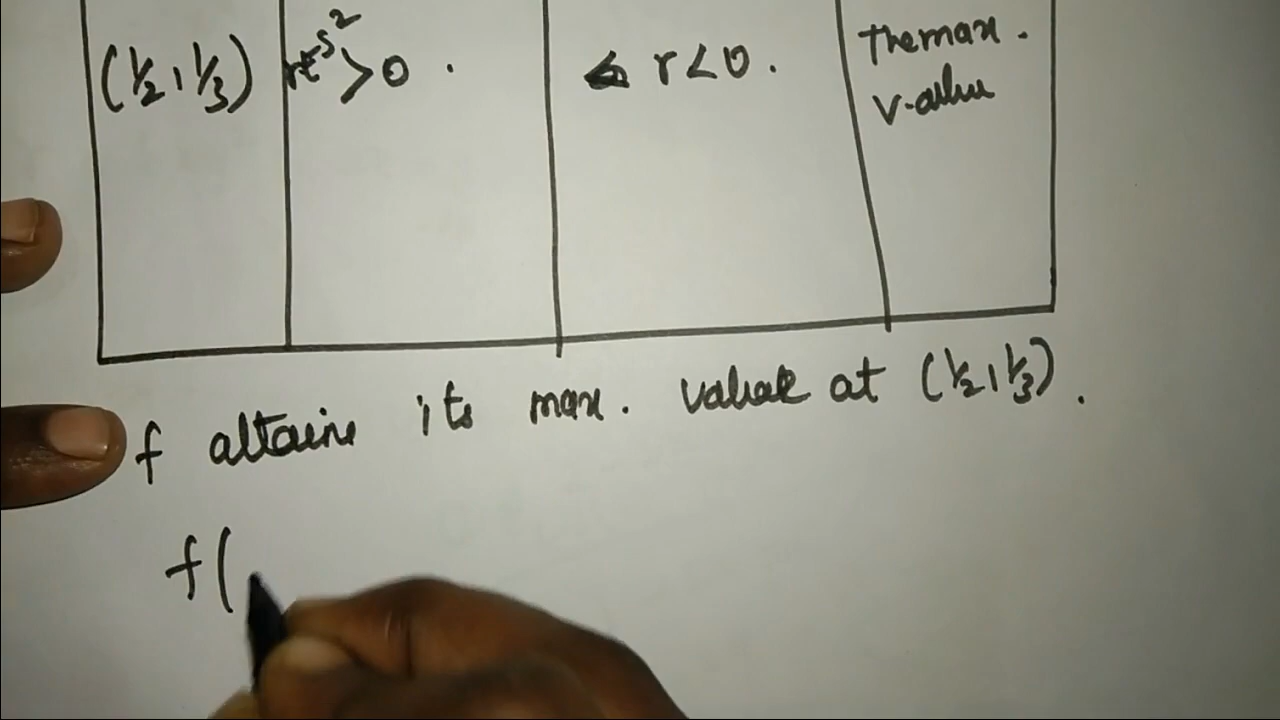 (1/2, 1/3) rt-s² > 0 . r < 0 . The max .
value
f attains its max . value at (1/2, 1/3) .
f(